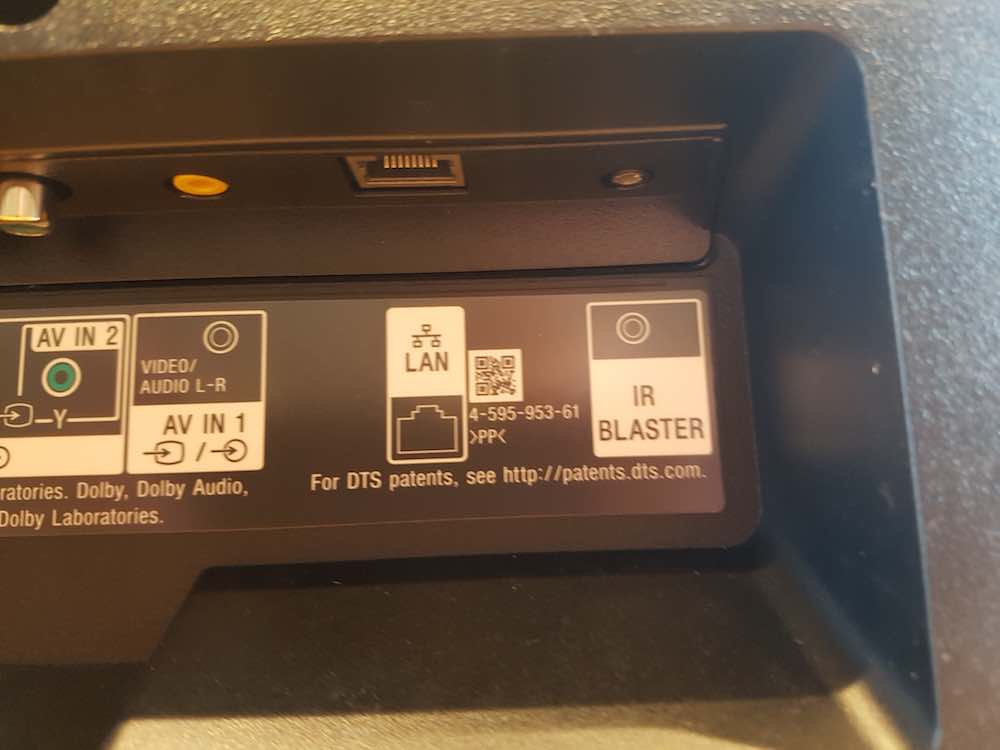 AV IN 2
Y
VIDEO/
AUDIO L-R
AV IN 1
/
LAN
4-595-953-61
>PP<
IR
BLASTER
For DTS patents, see http://patents.dts.com.
ratories. Dolby, Dolby Audio,
Dolby Laboratories.